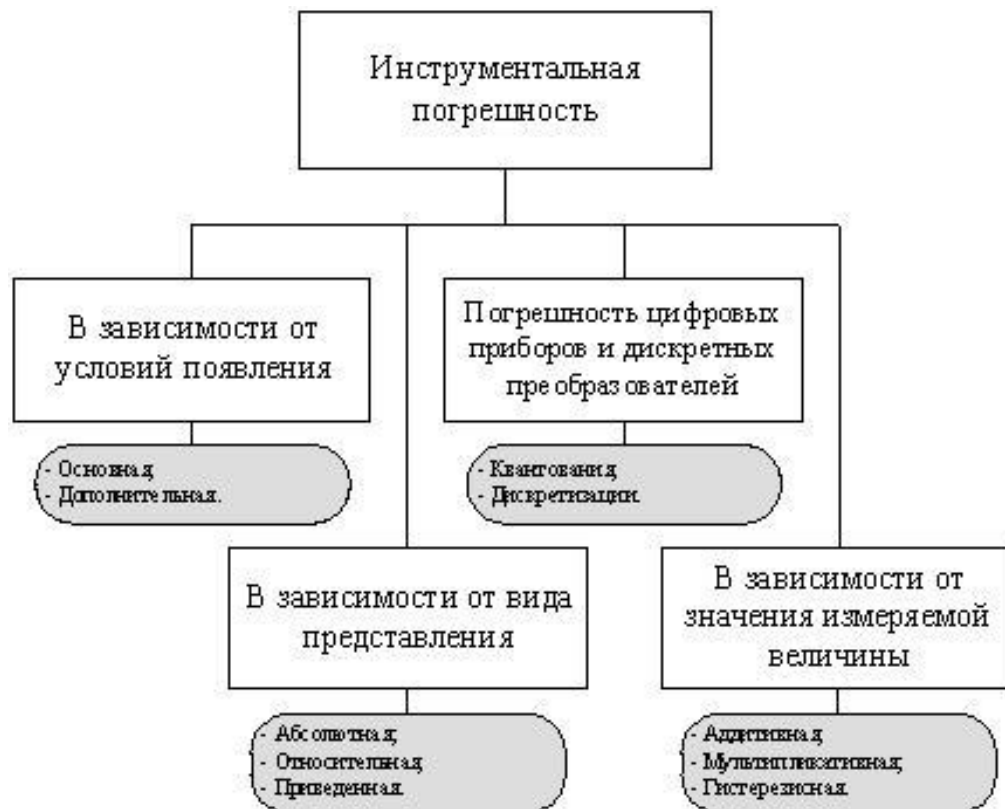 Инструментальная
погрешность
В зависимости от
условий появления
- Основная;
- Дополнительная.
Погрешность цифровых
приборов и дискретных
преобразователей
- Квантования;
- Дискретизации.
В зависимости от вида
представления
- Абсолютная;
- Относительная;
- Приведенная.
В зависимости от
значения измеряемой
величины
- Аддитивная;
- Мультипликативная;
- Гистерезисная.